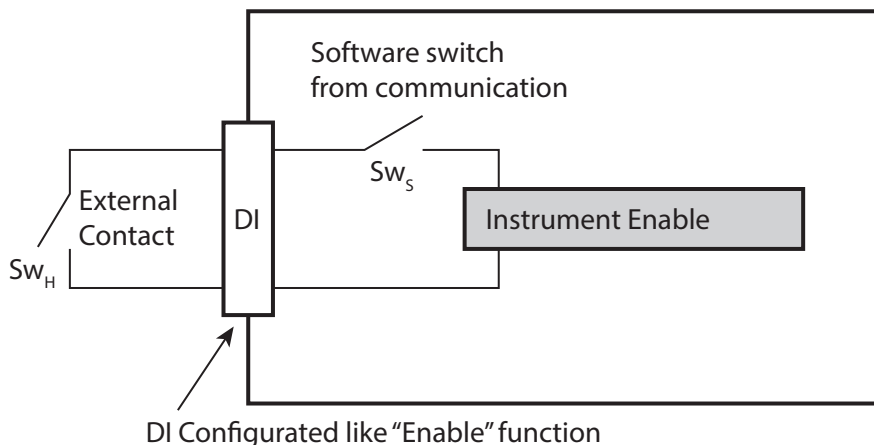 Software switch
from communication
Sw_S
External
Contact
DI
Instrument Enable
Sw_H
DI Configurated like “Enable” function